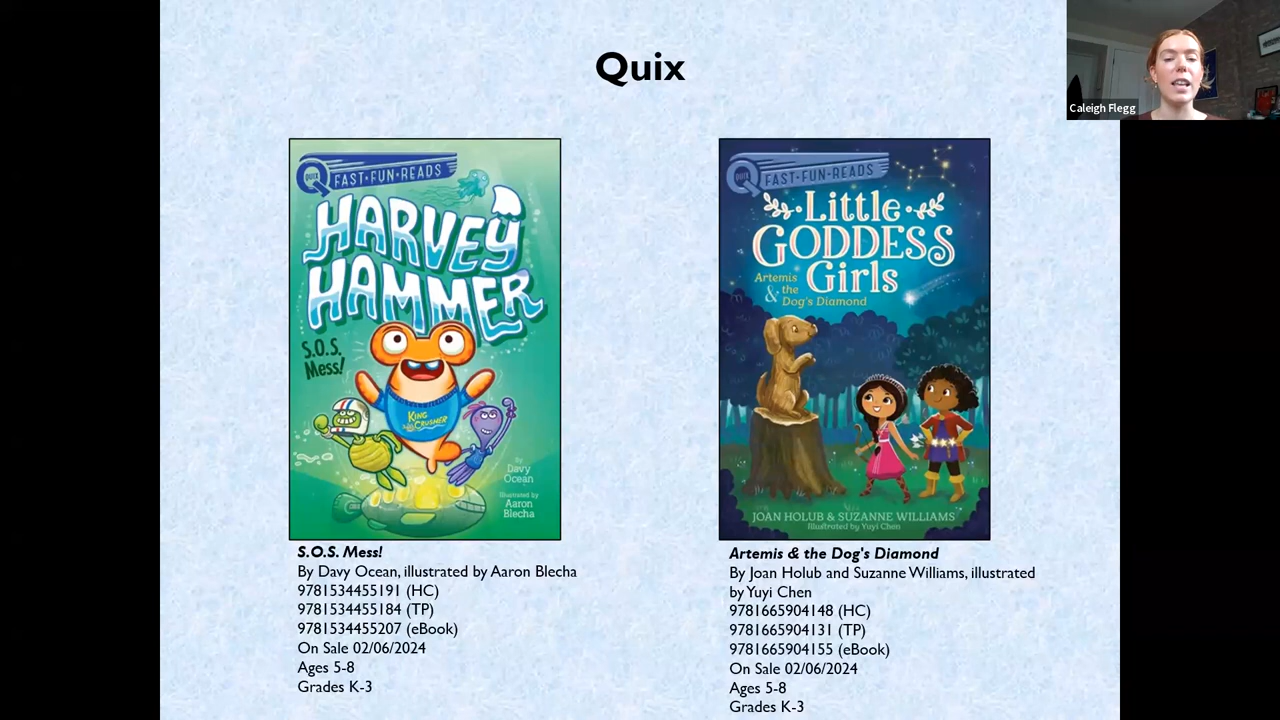 Quix
Caleigh Flegg
QUIX FAST•FUN•READS
HARVEY
HAMMER
S.O.S.
Mess!
KING
CRUSHER
By
Davy
Ocean
Illustrated by
Aaron
Blecha
S.O.S. Mess!
By Davy Ocean, illustrated by Aaron Blecha
9781534455191 (HC)
9781534455184 (TP)
9781534455207 (eBook)
On Sale 02/06/2024
Ages 5-8
Grades K-3
QUIX FAST•FUN•READS
Little
GODDESS
Girls
Artemis
the
& Dog's Diamond
JOAN HOLUB & SUZANNE WILLIAMS
Illustrated by Yuyi Chen
Artemis & the Dog's Diamond
By Joan Holub and Suzanne Williams, illustrated
by Yuyi Chen
9781665904148 (HC)
9781665904131 (TP)
9781665904155 (eBook)
On Sale 02/06/2024
Ages 5-8
Grades K-3